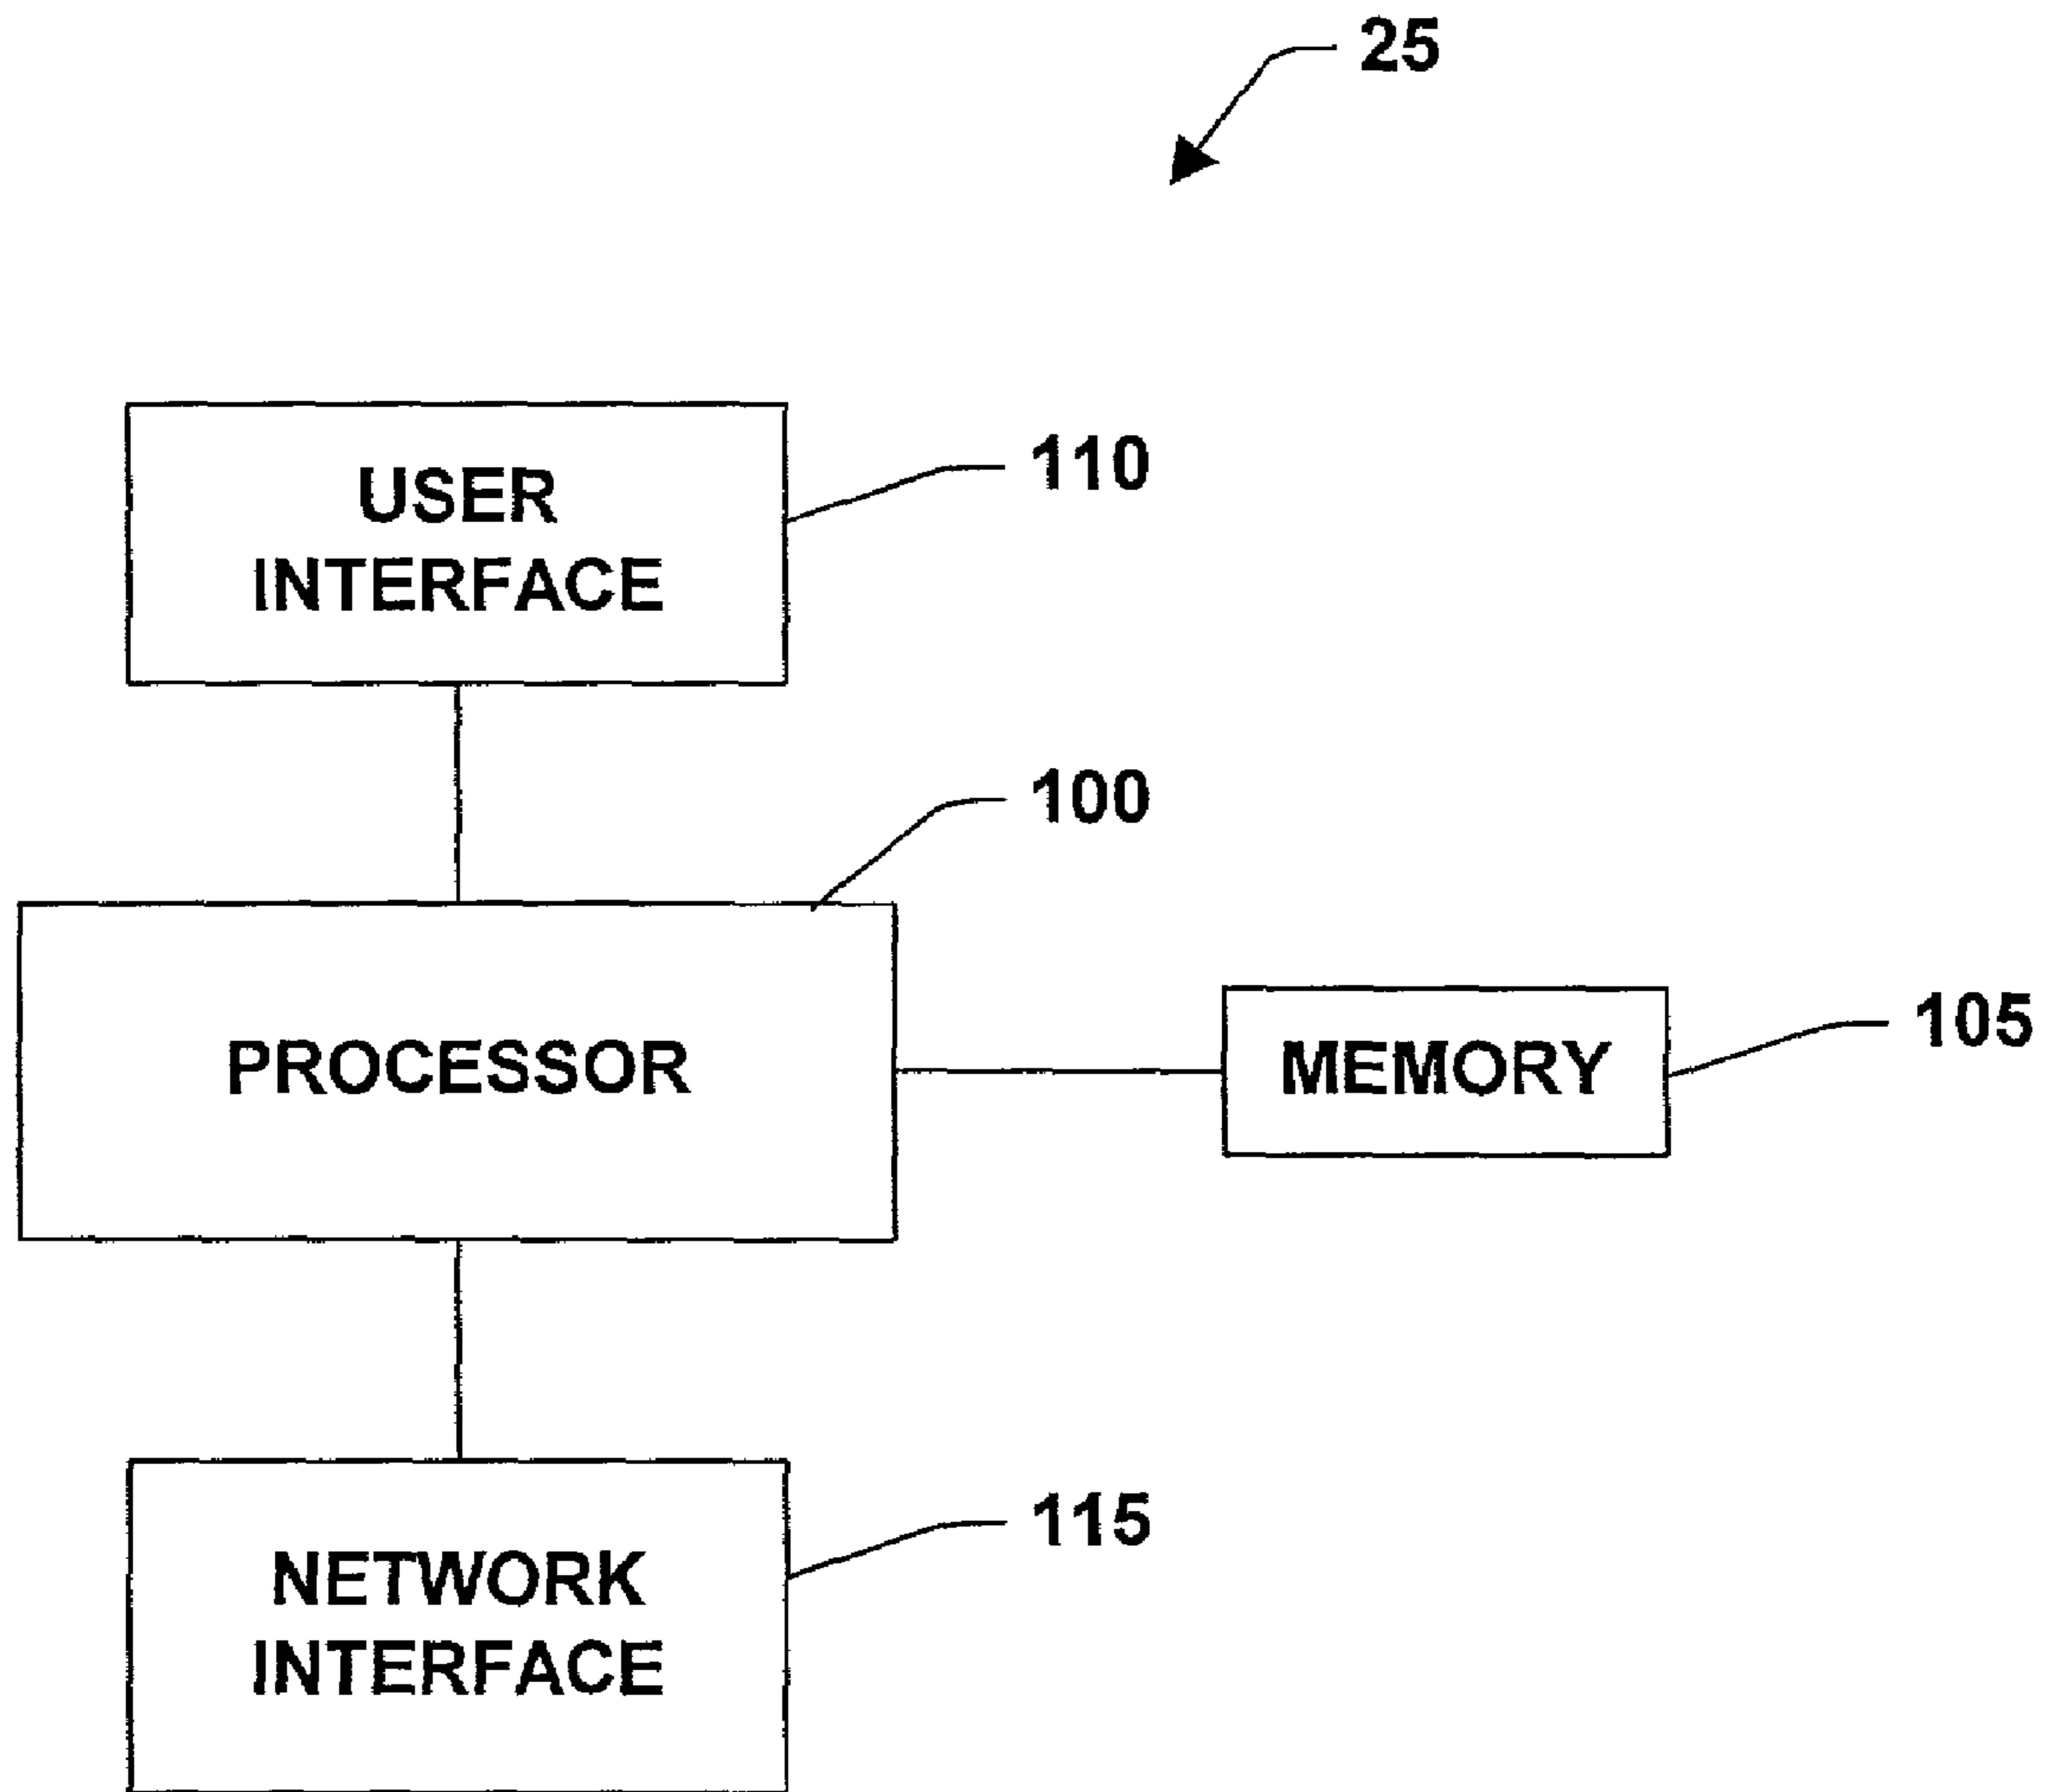 25
USER
INTERFACE
110
100
PROCESSOR
MEMORY
105
115
NETWORK
INTERFACE